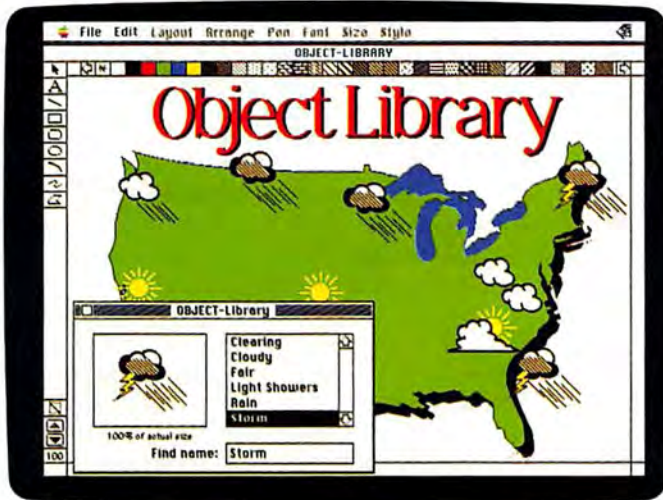 File Edit Layout Arrange Pen Font Size Style
OBJECT-LIBRARY
A
Object Library
OBJECT-Library
Clearing
Cloudy
Fair
Light Showers
Rain
Storm
100% of actual size
Find name: Storm
N
100